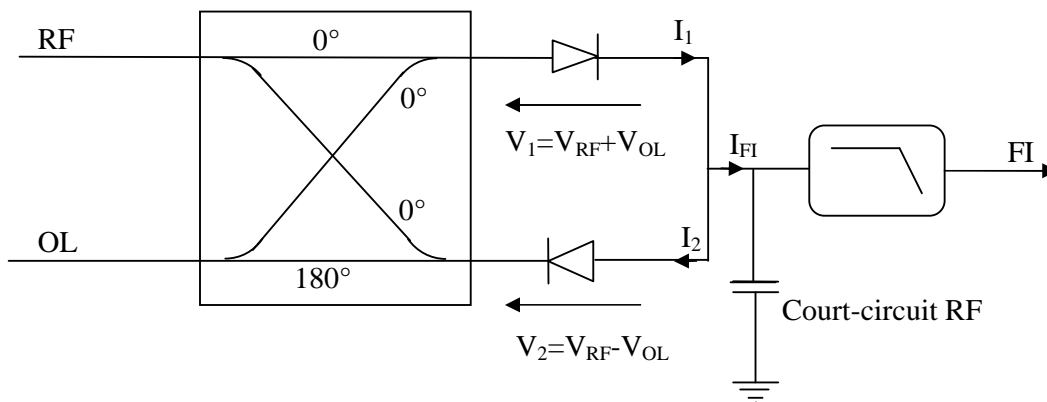 RF
0°
I₁
0°
V₁=V_RF+V_OL
I_FI
FI
0°
OL
I₂
180°
Court-circuit RF
V₂=V_RF-V_OL